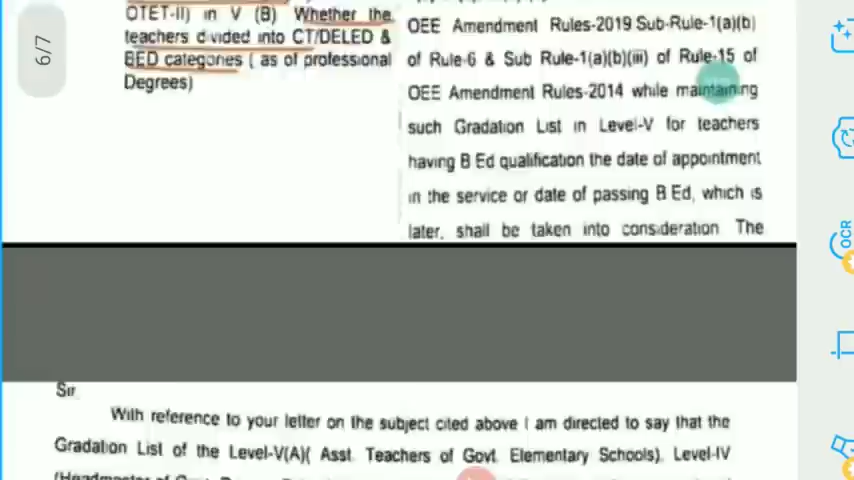 6/7
OTET-II) in V (B) Whether the
teachers divided into CT/DELED &
BED categories ( as of professional
Degrees)
OEE Amendment Rules-2019 Sub-Rule-1(a)(b)
of Rule-6 & Sub Rule-1(a)(b)(iii) of Rule-15 of
OEE Amendment Rules-2014 while maintaining
such Gradation List in Level-V for teachers
having B Ed qualification the date of appointment
in the service or date of passing B Ed, which is
later, shall be taken into consideration The
OCR
Sir
With reference to your letter on the subject cited above I am directed to say that the
Gradation List of the Level-V(A)( Asst. Teachers of Govt. Elementary Schools), Level-IV